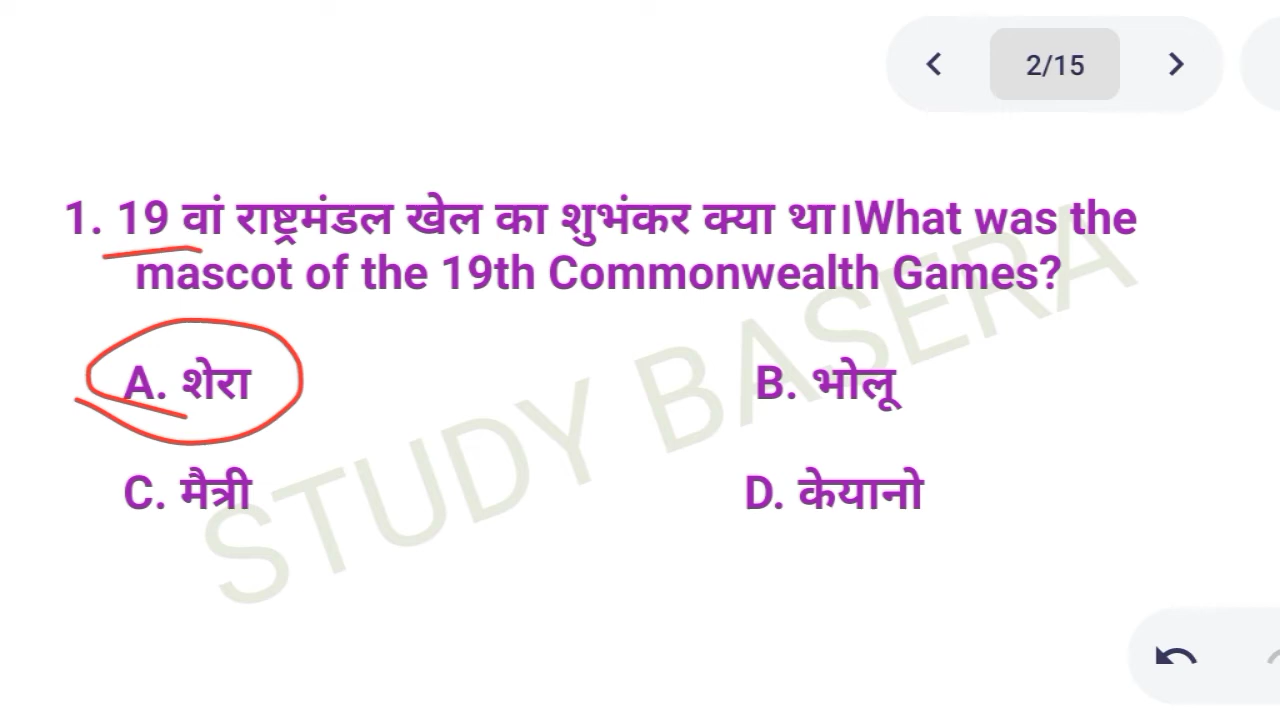 2/15
1. 19 वां राष्ट्रमंडल खेल का शुभंकर क्या था।What was the
mascot of the 19th Commonwealth Games?
A. शेरा
B. भोलू
C. मैत्री
D. केयानो
STUDY BASERA